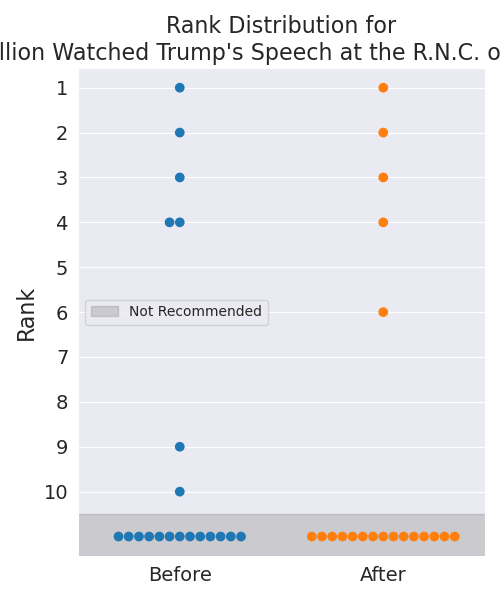 Rank Distribution for
llion Watched Trump's Speech at the R.N.C. o
1
2
3
4
5
6
7
8
9
10
Rank
Not Recommended
Before
After